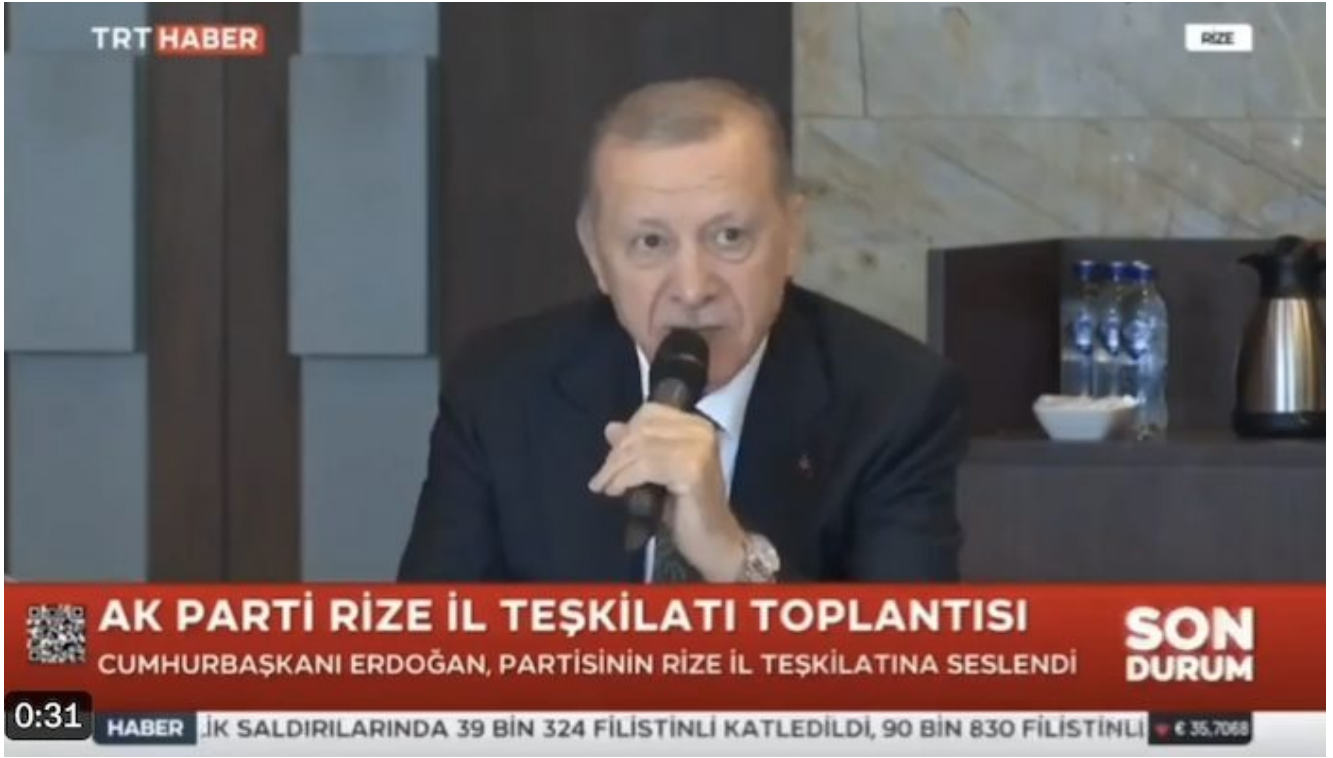 TRT HABER
RİZE
AK PARTİ RİZE İL TEŞKİLATI TOPLANTISI
CUMHURBAŞKANI ERDOĞAN, PARTİSİNİN RİZE İL TEŞKİLATINA SESLENDİ
SON
DURUM
0:31
HABER .İK SALDIRILARINDA 39 BİN 324 FİLİSTİNLİ KATLEDİLDİ, 90 BİN 830 FİLİSTİNLİ € 35,7068